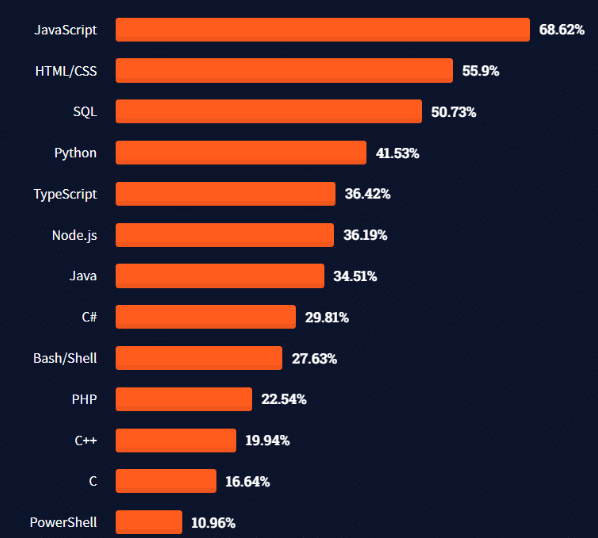 JavaScript 68.62%
HTML/CSS 55.9%
SQL 50.73%
Python 41.53%
TypeScript 36.42%
Node.js 36.19%
Java 34.51%
C# 29.81%
Bash/Shell 27.63%
PHP 22.54%
C++ 19.94%
C 16.64%
PowerShell 10.96%